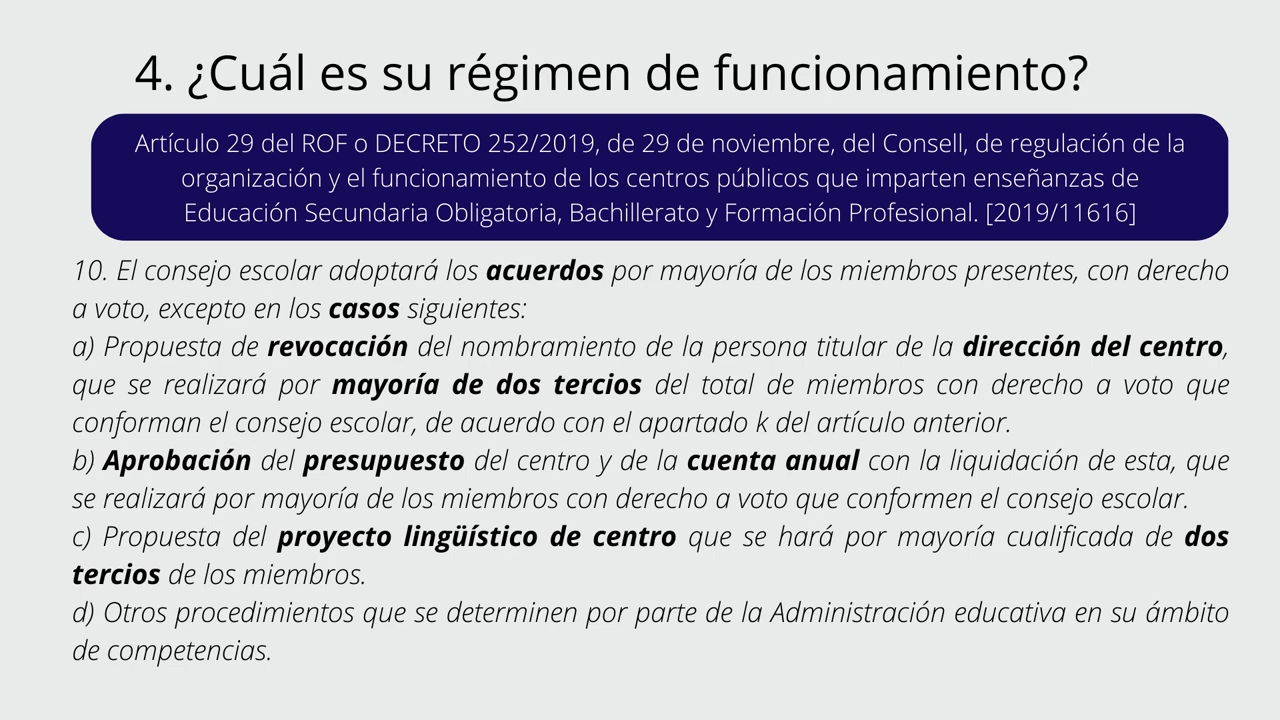 4. ¿Cuál es su régimen de funcionamiento?
Artículo 29 del ROF o DECRETO 252/2019, de 29 de noviembre, del Consell, de regulación de la
organización y el funcionamiento de los centros públicos que imparten enseñanzas de
Educación Secundaria Obligatoria, Bachillerato y Formación Profesional. [2019/11616]
10. El consejo escolar adoptará los acuerdos por mayoría de los miembros presentes, con derecho
a voto, excepto en los casos siguientes:
a) Propuesta de revocación del nombramiento de la persona titular de la dirección del centro,
que se realizará por mayoría de dos tercios del total de miembros con derecho a voto que
conforman el consejo escolar, de acuerdo con el apartado k del artículo anterior.
b) Aprobación del presupuesto del centro y de la cuenta anual con la liquidación de esta, que
se realizará por mayoría de los miembros con derecho a voto que conformen el consejo escolar.
c) Propuesta del proyecto lingüístico de centro que se hará por mayoría cualificada de dos
tercios de los miembros.
d) Otros procedimientos que se determinen por parte de la Administración educativa en su ámbito
de competencias.